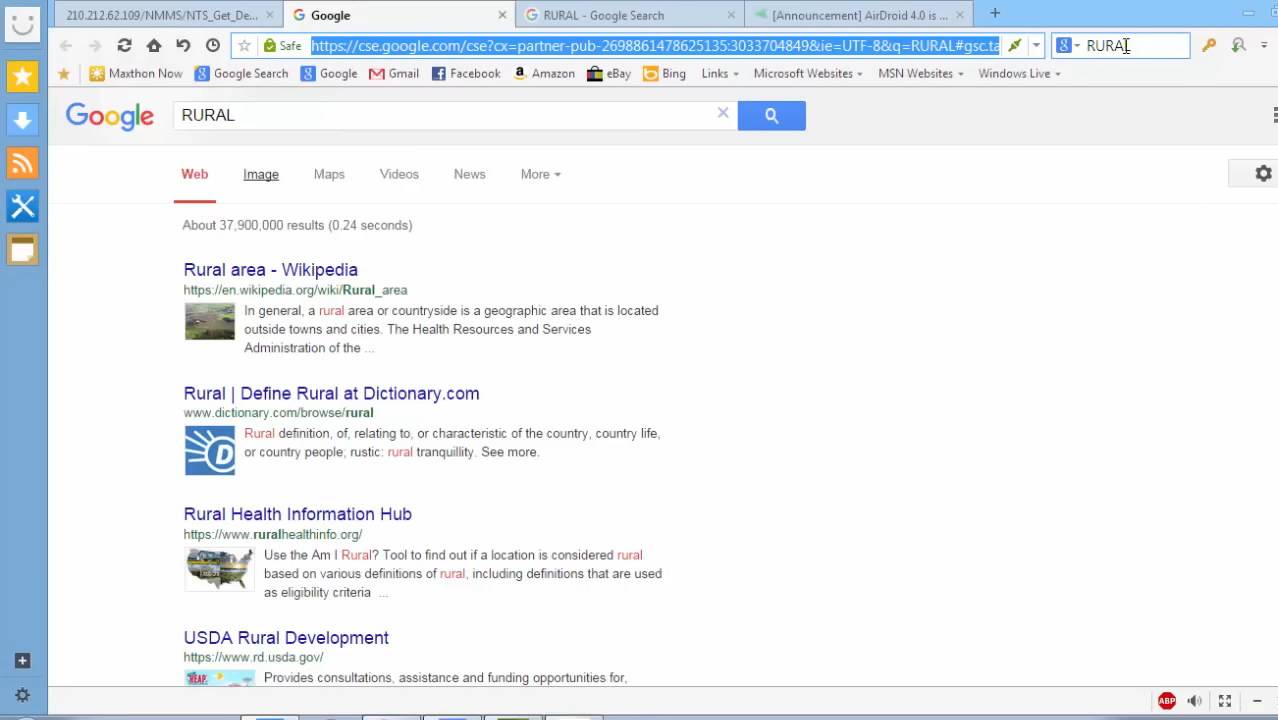 210.212.62.109/NMMS/NTS_Get_De...
Google
RURAL - Google Search
[Announcement] AirDroid 4.0 is ...
Safe
https://cse.google.com/cse?cx=partner-pub-2698861478625135:3033704849&ie=UTF-8&q=RURAL#gsc.ta
RURAL
Maxthon Now
Google Search
Google
Gmail
Facebook
Amazon
eBay
Bing
Links
Microsoft Websites
MSN Websites
Windows Live
Google
RURAL
Web
Image
Maps
Videos
News
More
About 37,900,000 results (0.24 seconds)
Rural area - Wikipedia
https://en.wikipedia.org/wiki/Rural_area
In general, a rural area or countryside is a geographic area that is located
outside towns and cities. The Health Resources and Services
Administration of the ...
Rural | Define Rural at Dictionary.com
www.dictionary.com/browse/rural
Rural definition, of, relating to, or characteristic of the country, country life,
or country people; rustic: rural tranquillity. See more.
Rural Health Information Hub
https://www.ruralhealthinfo.org/
Use the Am I Rural? Tool to find out if a location is considered rural
based on various definitions of rural, including definitions that are used
as eligibility criteria ...
USDA Rural Development
https://www.rd.usda.gov/
Provides consultations, assistance and funding opportunities for,
ABP